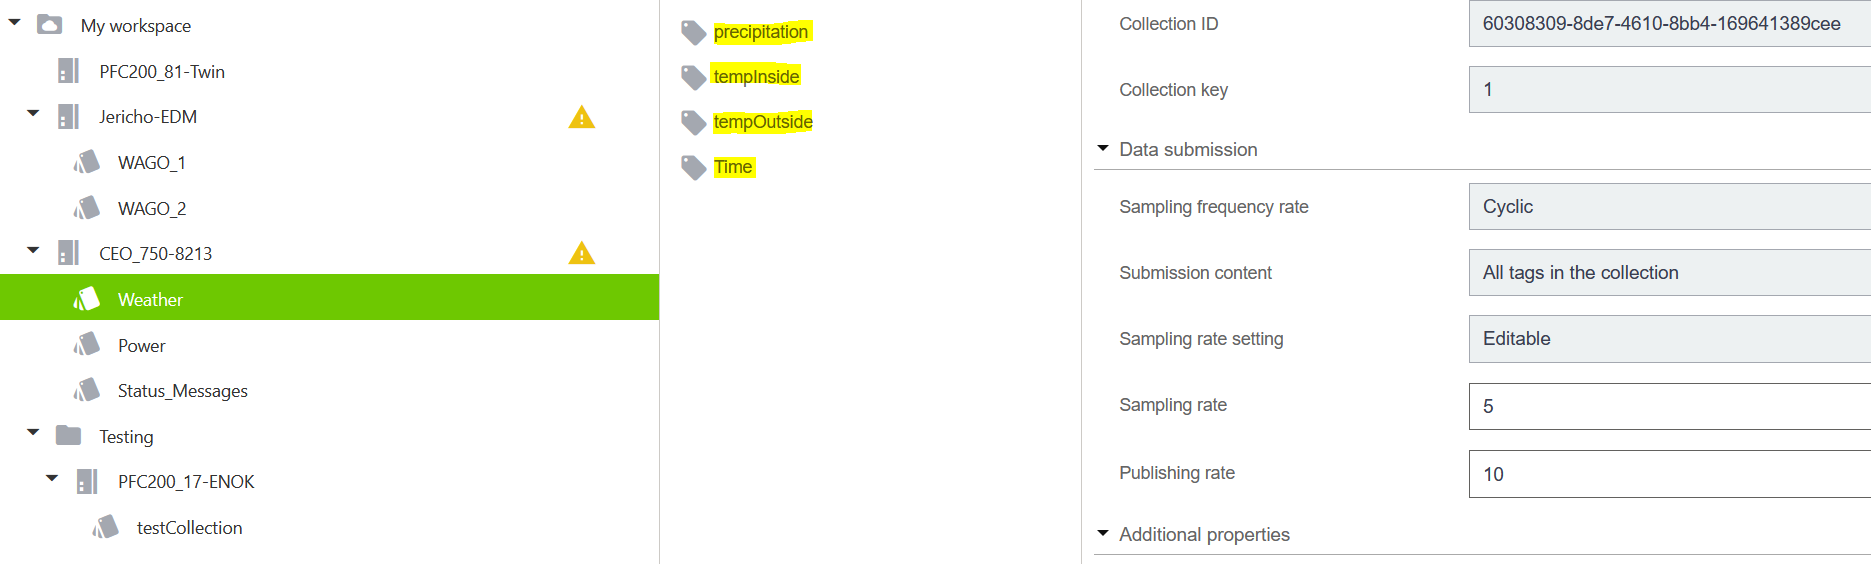 My workspace
PFC200_81-Twin
Jericho-EDM
WAGO_1
WAGO_2
CEO_750-8213
Weather
Power
Status_Messages
Testing
PFC200_17-ENOK
testCollection
precipitation
tempInside
tempOutside
Time
Collection ID 60308309-8de7-4610-8bb4-169641389cee
Collection key 1
Data submission
Sampling frequency rate Cyclic
Submission content All tags in the collection
Sampling rate setting Editable
Sampling rate 5
Publishing rate 10
Additional properties